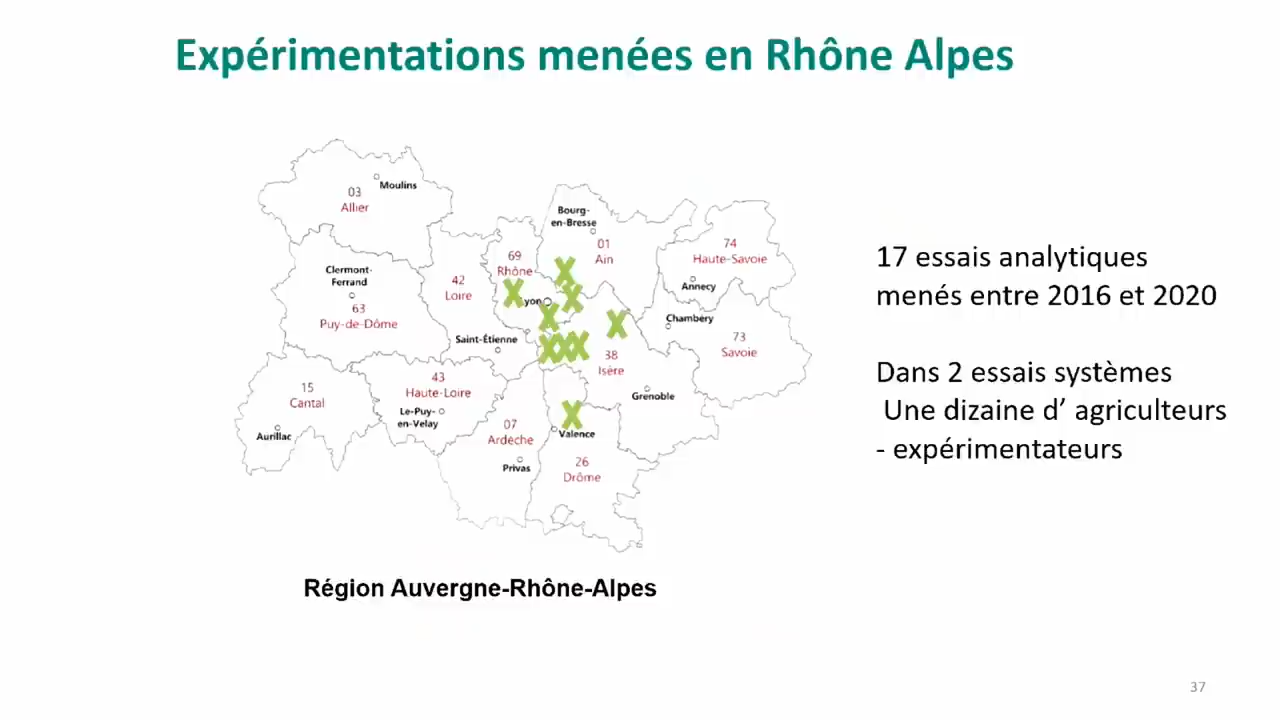 Expérimentations menées en Rhône Alpes
03
Allier
Moulins
Bourg-
en-Bresse
01
Ain
74
Haute-Savoie
Annecy
69
Rhône
42
Loire
Clermont-
Ferrand
63
Puy-de-Dôme
yon
Saint-Étienne
Chambéry
73
Savoie
38
Isère
Grenoble
15
Cantal
Aurillac
43
Haute-Loire
Le-Puy-
en-Velay
07
Ardèche
Privas
Valence
26
Drôme
17 essais analytiques
menés entre 2016 et 2020
Dans 2 essais systèmes
Une dizaine d’ agriculteurs
- expérimentateurs
Région Auvergne-Rhône-Alpes
37